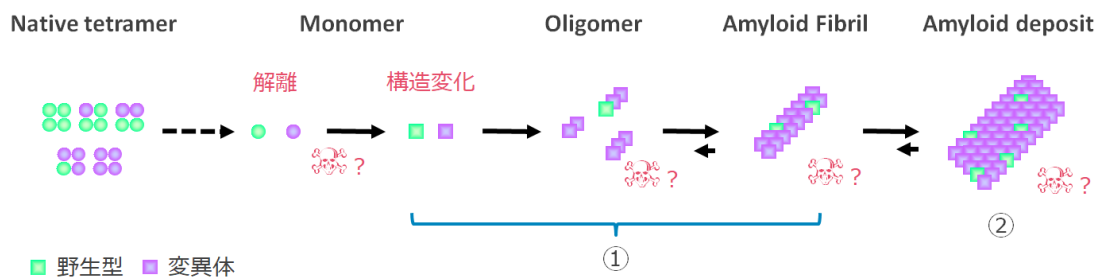 Native tetramer
Monomer
Oligomer
Amyloid Fibril
Amyloid deposit
解離
構造変化
?
?
?
?
①
②
野生型
変異体